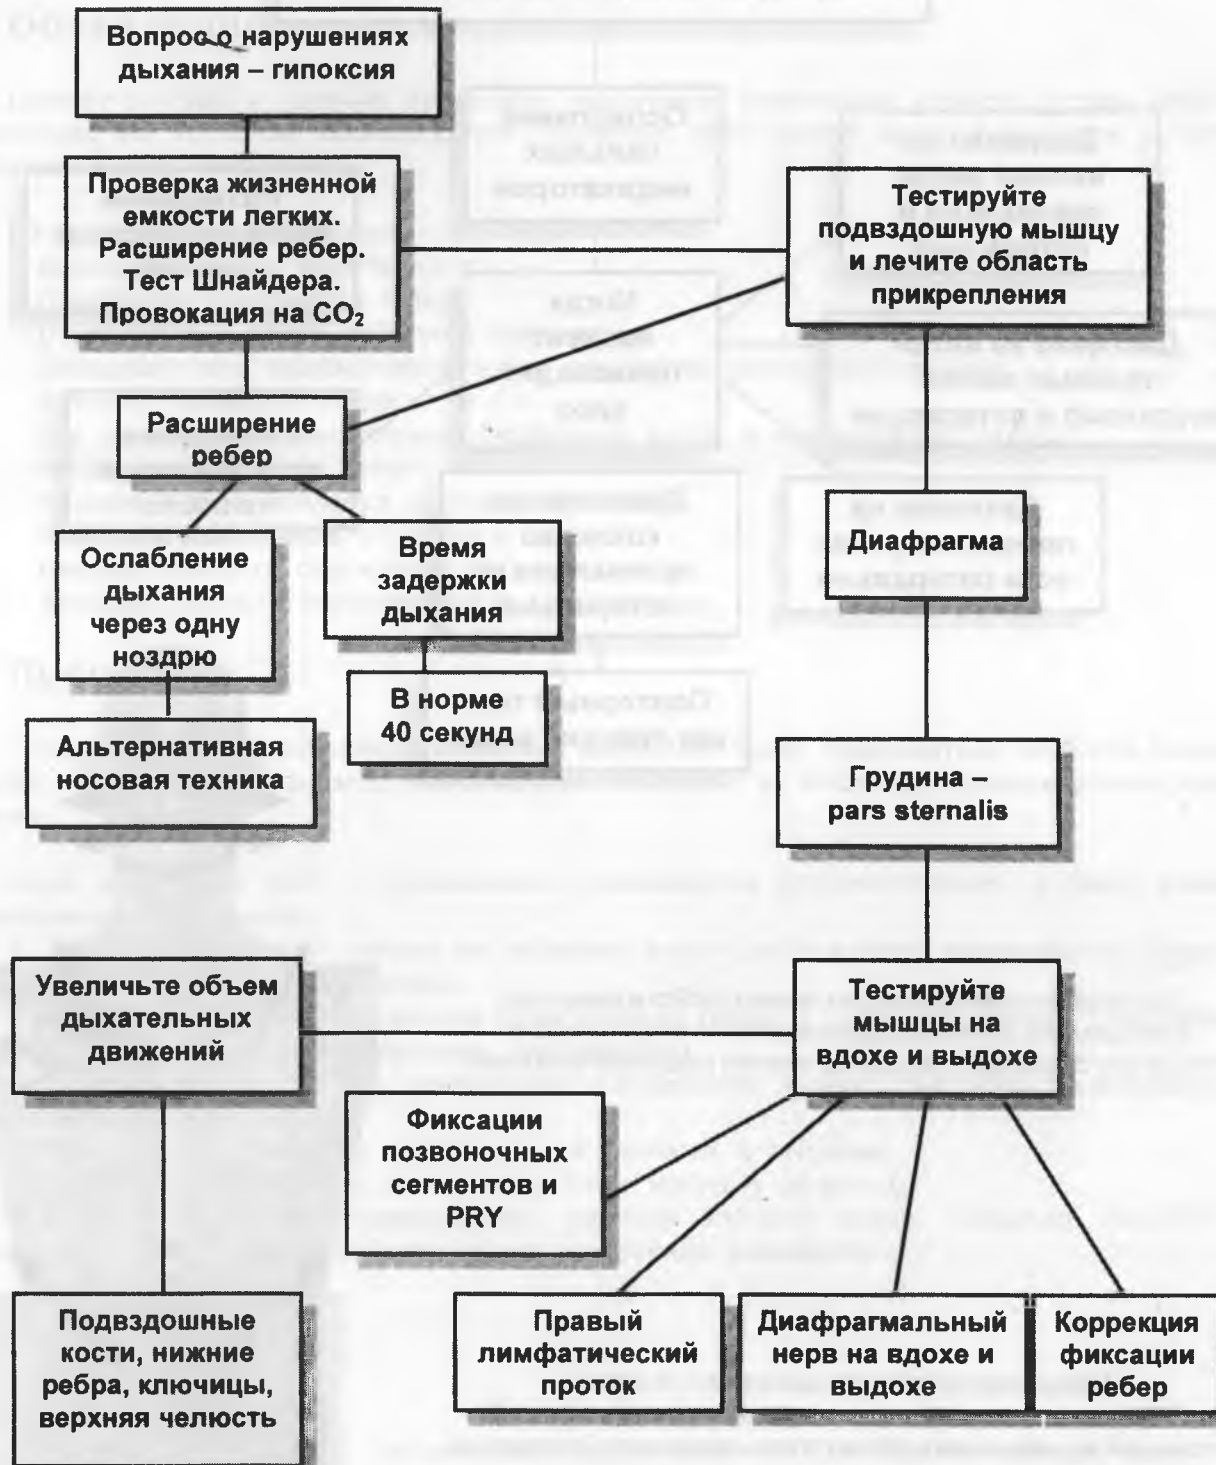 Вопрос о нарушениях
дыхания – гипоксия
Проверка жизненной
емкости легких.
Расширение ребер.
Тест Шнайдера.
Провокация на CO₂
Тестируйте
подвздошную мышцу
и лечите область
прикрепления
Расширение
ребер
Ослабление
дыхания
через одну
ноздрю
Время
задержки
дыхания
Диафрагма
В норме
40 секунд
Альтернативная
носовая техника
Грудина –
pars sternalis
Увеличьте объем
дыхательных
движений
Тестируйте
мышцы на
вдохе и выдохе
Фиксации
позвоночных
сегментов и
PRY
Подвздошные
кости, нижние
ребра, ключицы,
верхняя челюсть
Правый
лимфатический
проток
Диафрагмальный
нерв на вдохе и
выдохе
Коррекция
фиксации
ребер